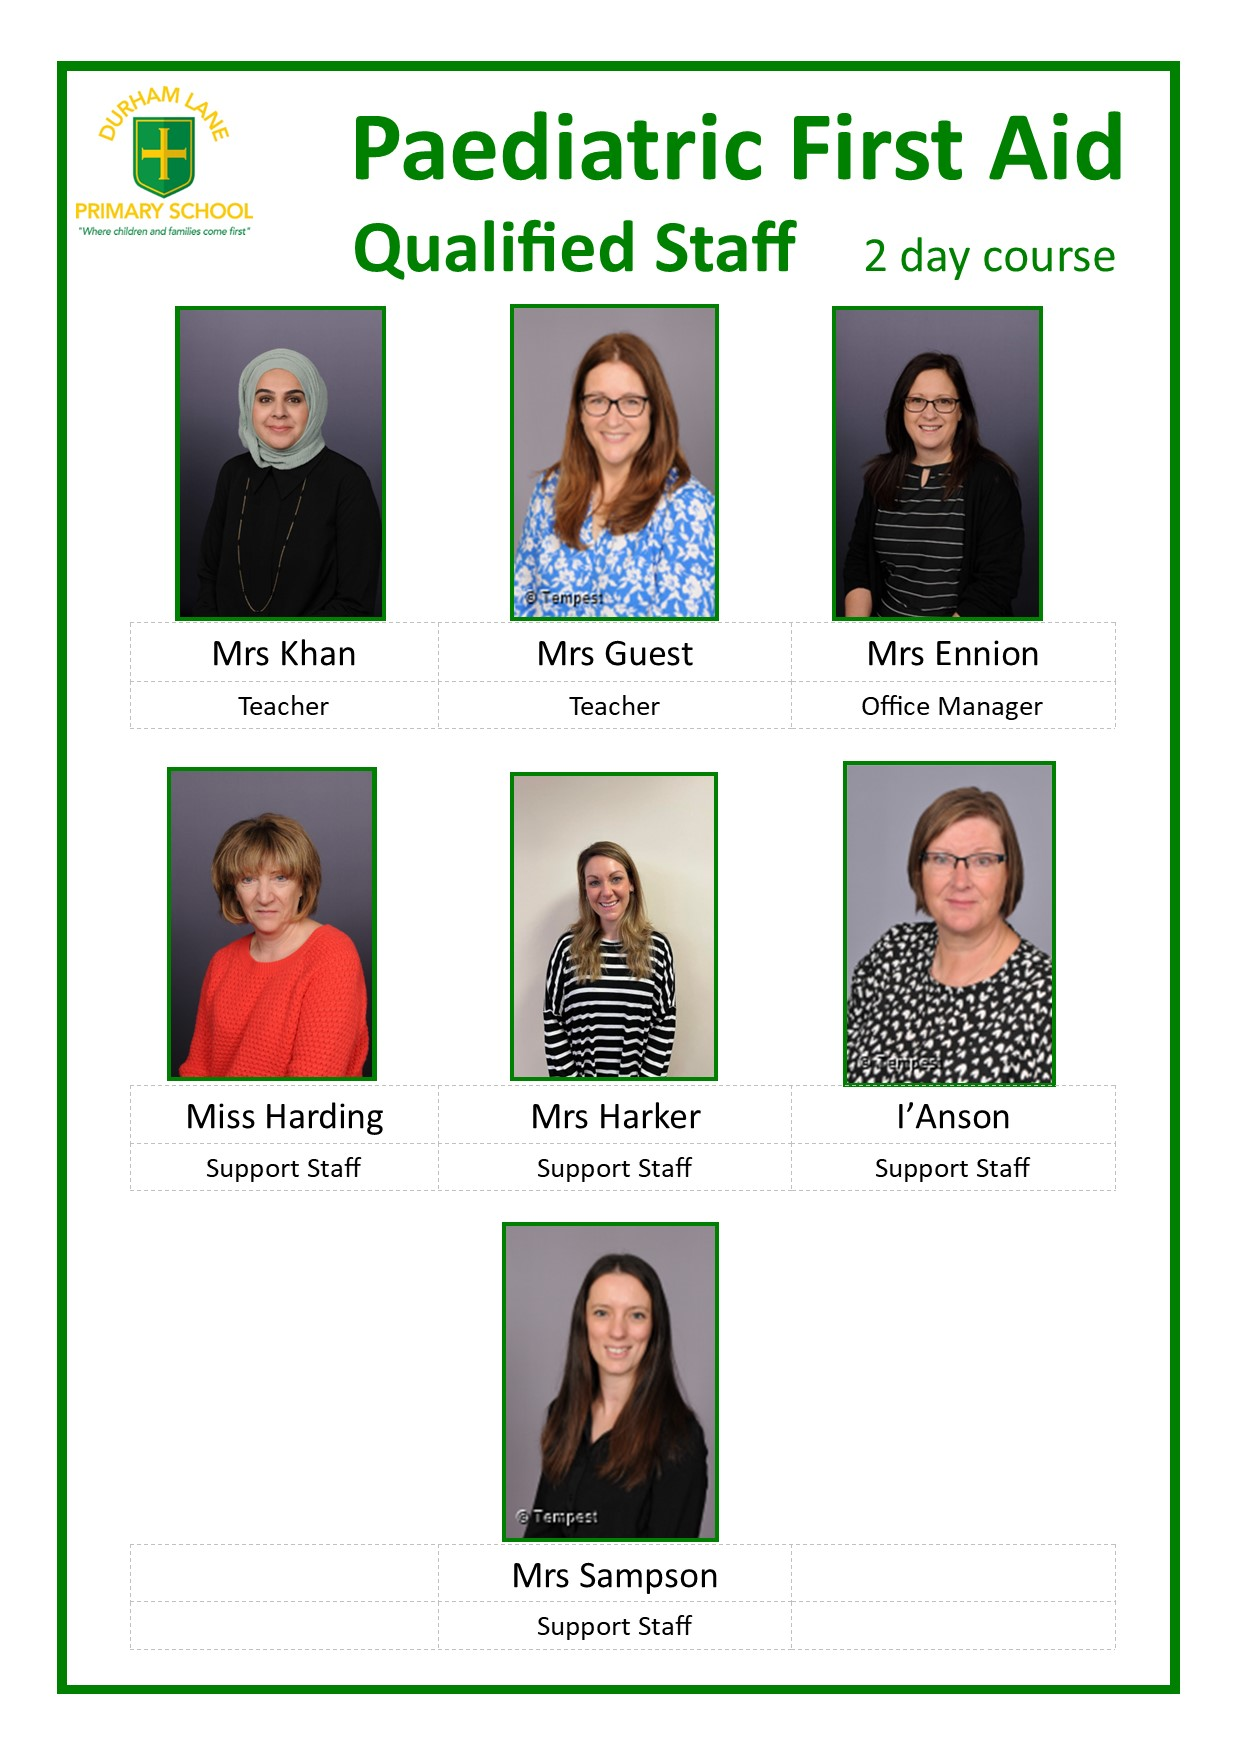 DURHAM LANE
PRIMARY SCHOOL
"Where children and families come first"
Paediatric First Aid
Qualified Staff 2 day course
© Tempest
Mrs Khan Mrs Guest Mrs Ennion
Teacher Teacher Office Manager
© Tempest
Miss Harding Mrs Harker I’Anson
Support Staff Support Staff Support Staff
© Tempest
Mrs Sampson
Support Staff